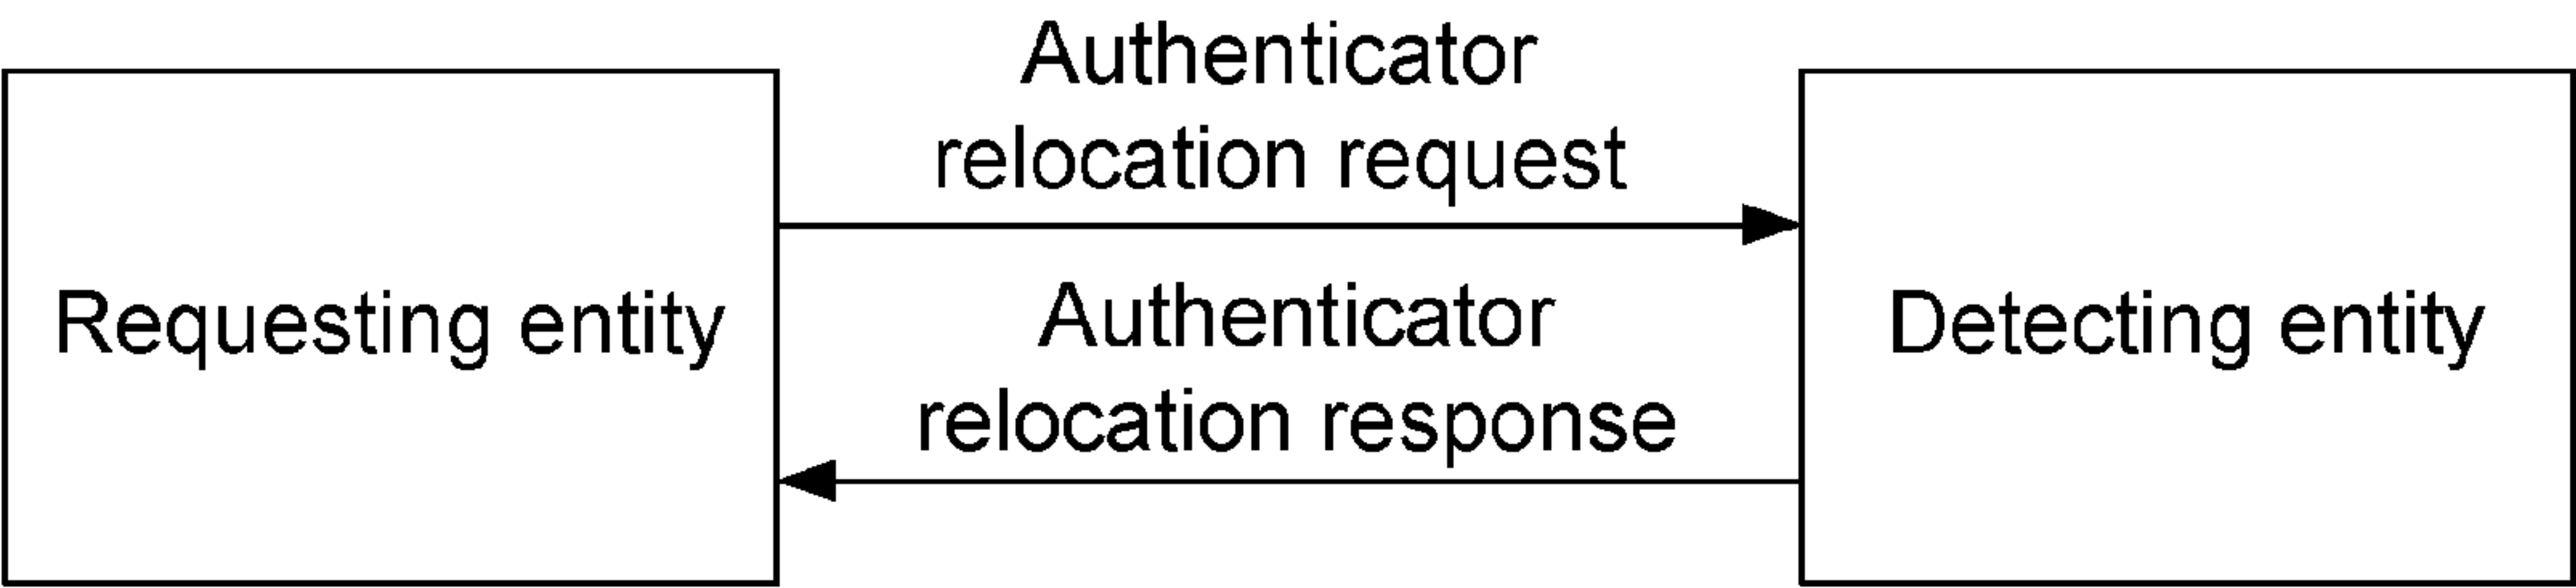 Authenticator
relocation request
Requesting entity
Authenticator
relocation response
Detecting entity